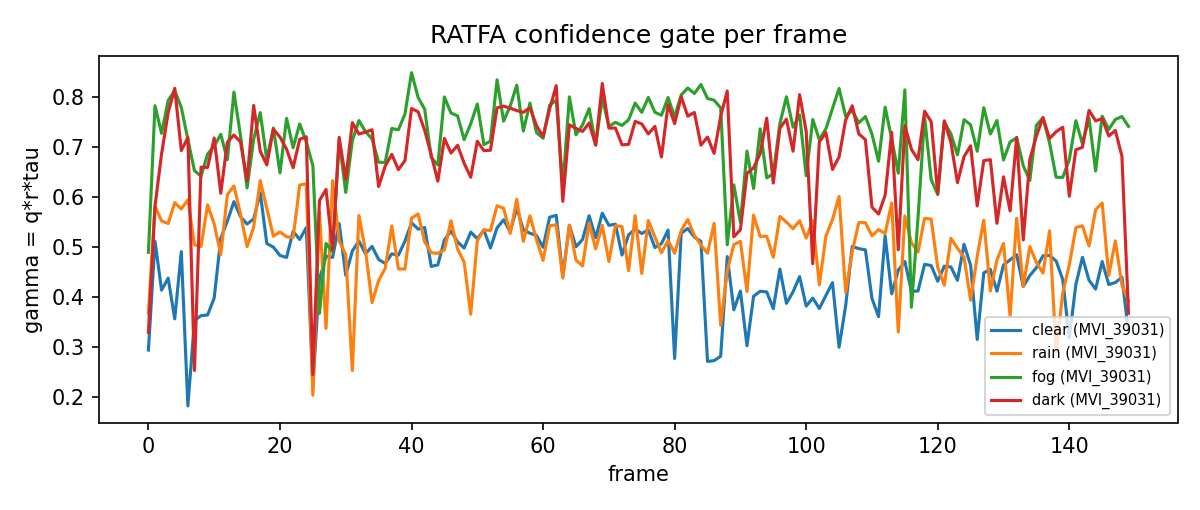 RATFA confidence gate per frame
gamma = q*r*tau
0.8
0.7
0.6
0.5
0.4
0.3
0.2
0 20 40 60 80 100 120 140
frame
clear (MVI_39031)
rain (MVI_39031)
fog (MVI_39031)
dark (MVI_39031)